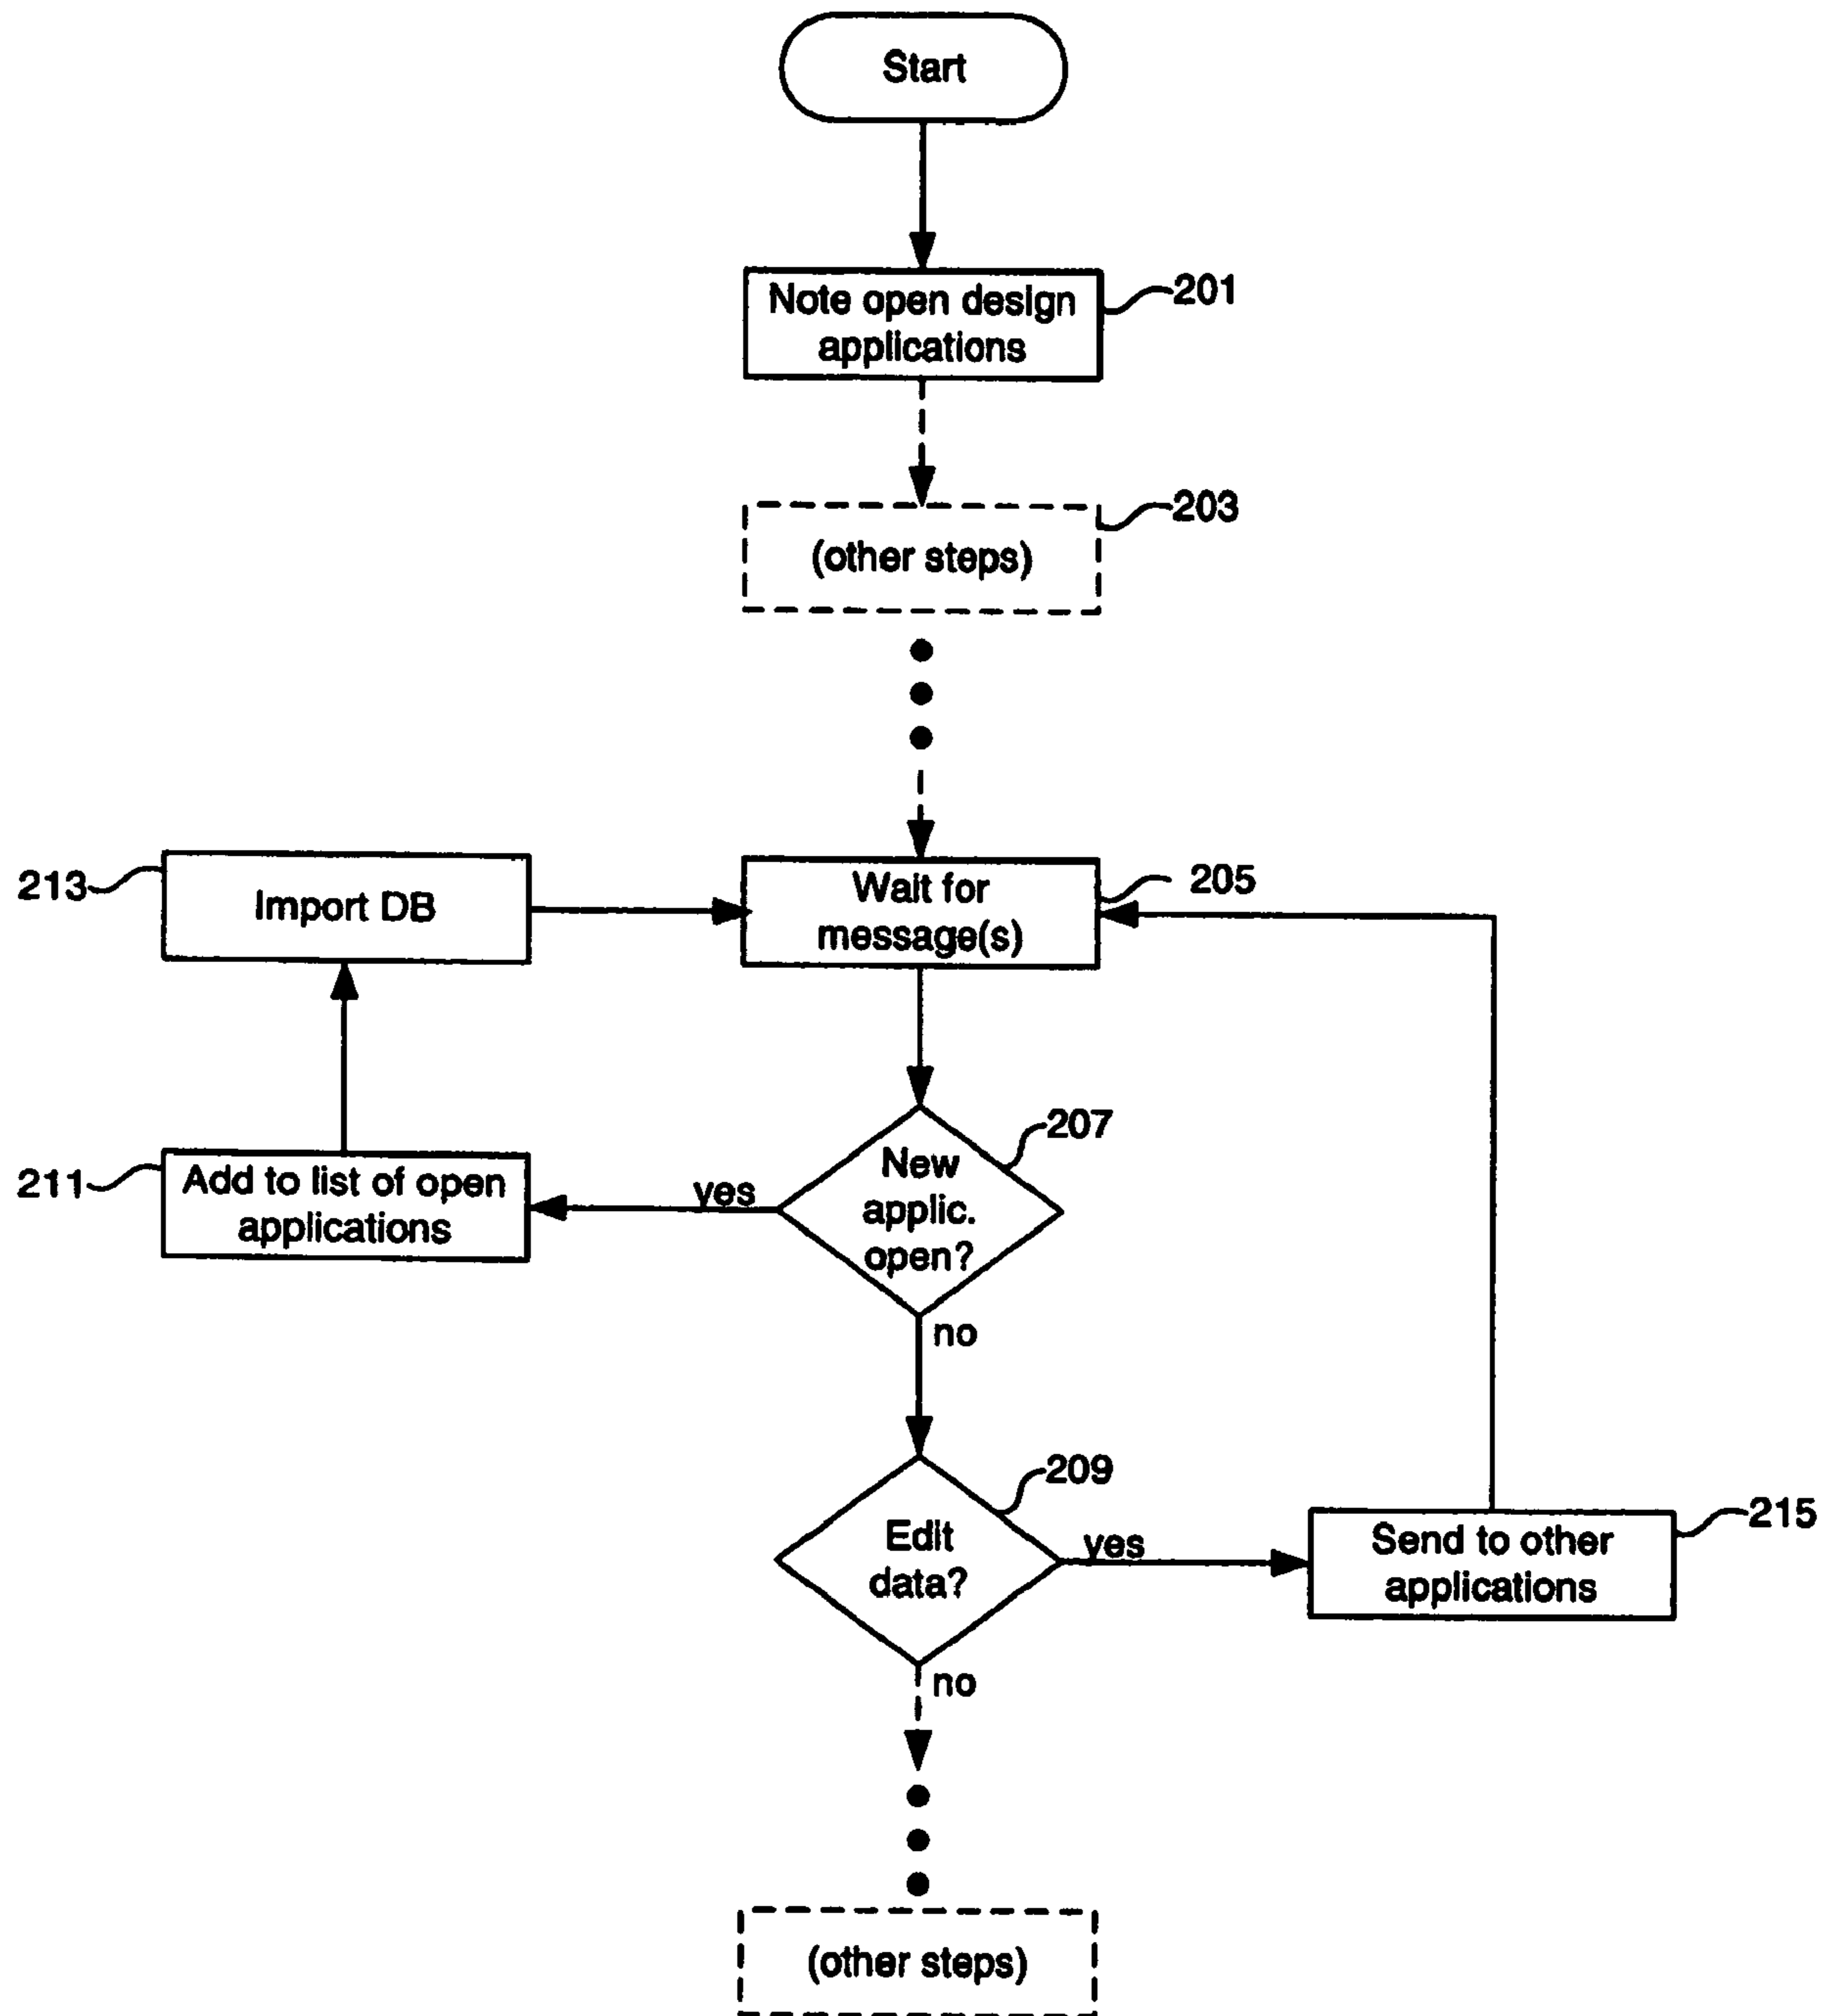 Start
Note open design
applications
201
(other steps)
203
213
Import DB
Wait for
message(s)
205
207
New
applic.
open?
yes
211
Add to list of open
applications
no
209
Edit
data?
yes
Send to other
applications
215
no
(other steps)